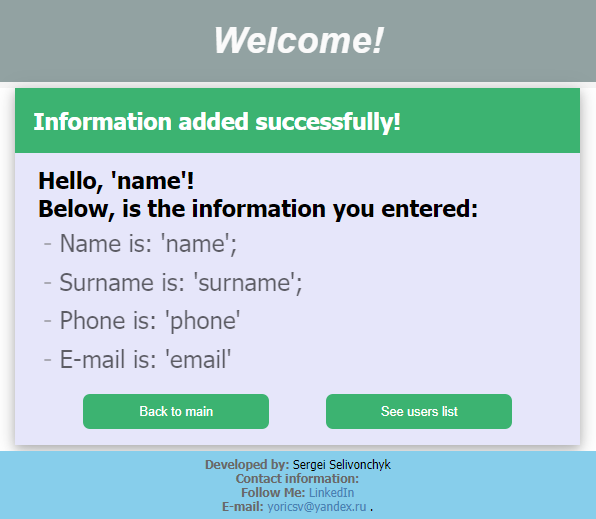 Welcome!
Information added successfully!
Hello, 'name'!
Below, is the information you entered:
- Name is: 'name';
- Surname is: 'surname';
- Phone is: 'phone'
- E-mail is: 'email'
Back to main
See users list
Developed by: Sergei Selivonchyk
Contact information:
Follow Me: LinkedIn
E-mail: yoricsv@yandex.ru .